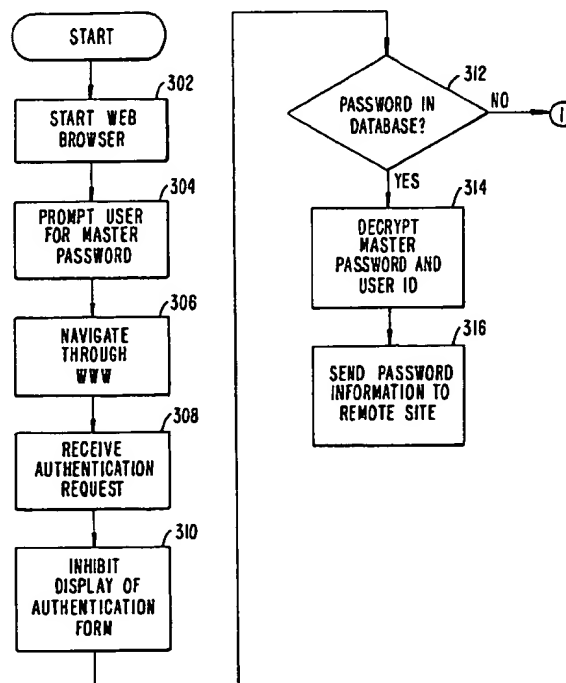 START
302
START WEB
BROWSER
304
PROMPT USER
FOR MASTER
PASSWORD
306
NAVIGATE
THROUGH
WWW
308
RECEIVE
AUTHENTICATION
REQUEST
310
INHIBIT
DISPLAY OF
AUTHENTICATION
FORM
312
PASSWORD IN
DATABASE?
NO
1
YES
314
DECRYPT
MASTER
PASSWORD AND
USER ID
316
SEND PASSWORD
INFORMATION TO
REMOTE SITE